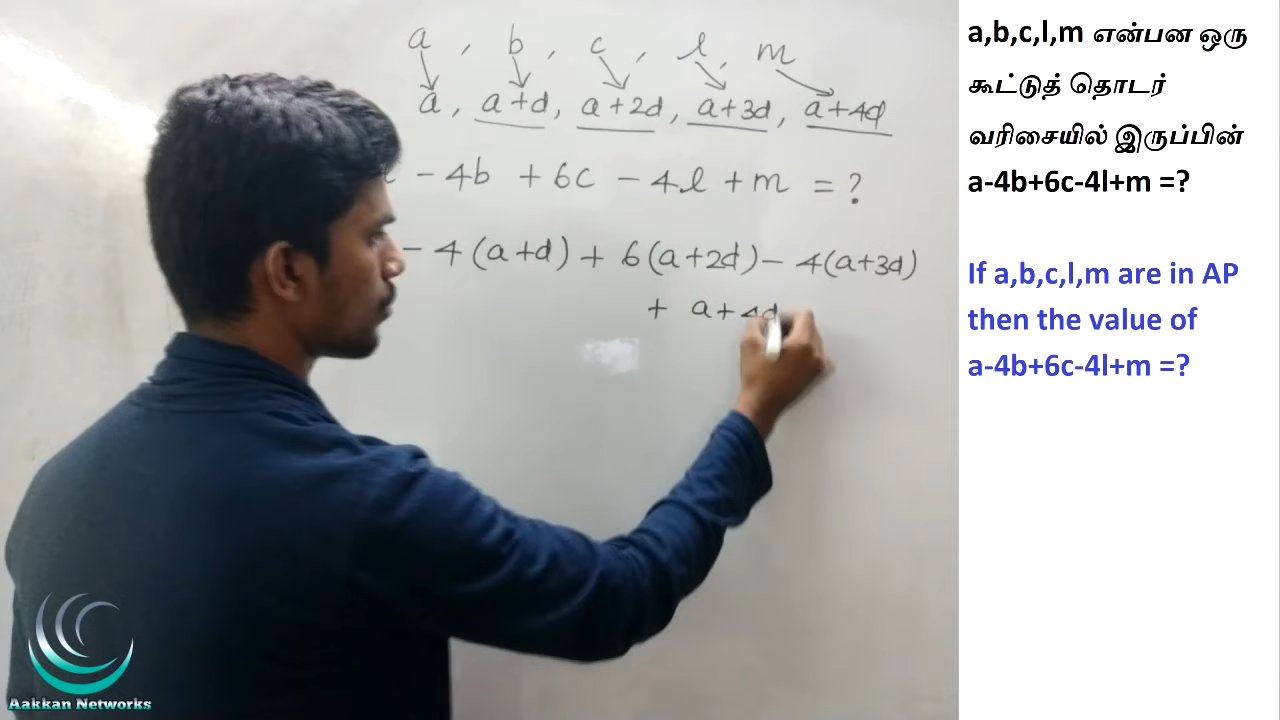 a , b , c , l , m
a , a+d, a+2d, a+3d, a+4d
- 4b + 6c - 4l + m = ?
- 4(a+d) + 6(a+2d) - 4(a+3d)
+ a+4d
a,b,c,l,m என்பன ஒரு
கூட்டுத் தொடர்
வரிசையில் இருப்பின்
a-4b+6c-4l+m =?
If a,b,c,l,m are in AP
then the value of
a-4b+6c-4l+m =?
Aakkan Networks